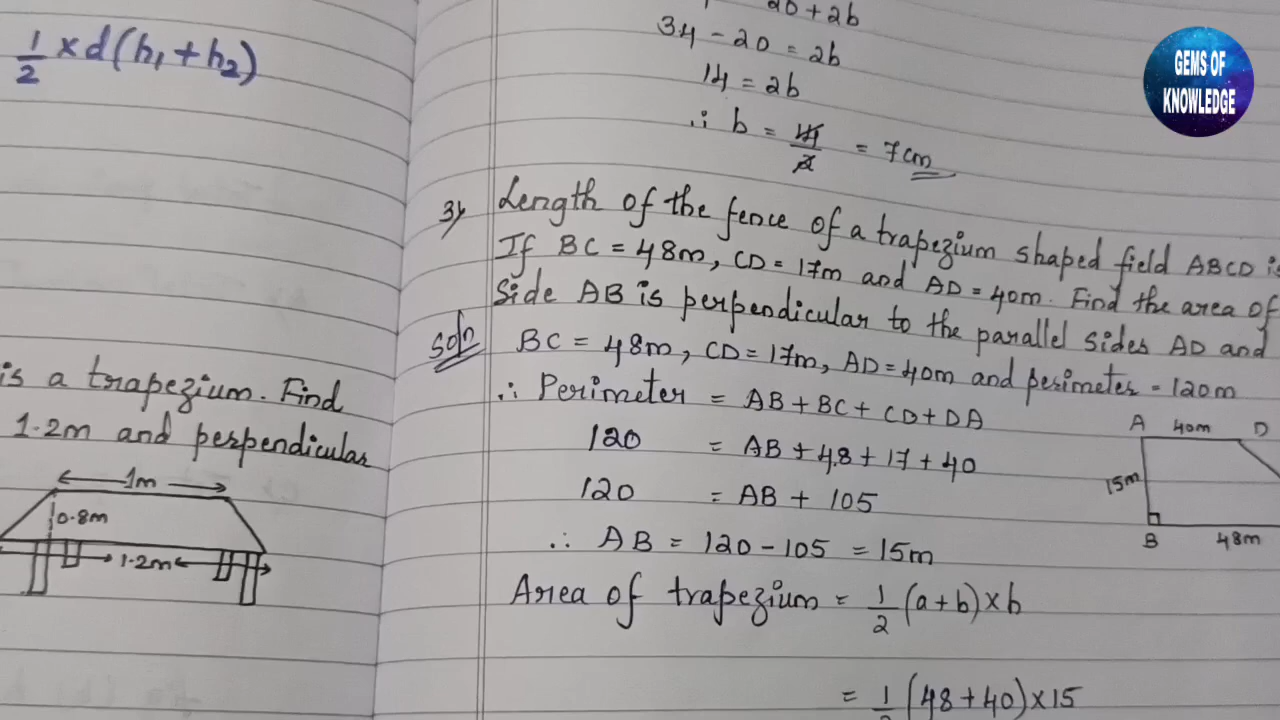 1/2 × d(h₁ + h₂)
is a trapezium. Find
1.2m and perpendicular
1m
0.8m
1.2m
20 + 2b
34 - 20 = 2b
14 = 2b
∴ b = 14/2 = 7cm
3) Length of the fence of a trapezium shaped field ABCD is
If BC = 48m, CD = 17m and AD = 40m. Find the area of
Side AB is perpendicular to the parallel sides AD and
Soln BC = 48m, CD = 17m, AD = 40m and perimeter = 120m
∴ Perimeter = AB + BC + CD + DA
120 = AB + 48 + 17 + 40
120 = AB + 105
∴ AB = 120 - 105 = 15m
Area of trapezium = 1/2 (a + b) × h
= 1/2 (48 + 40) × 15
A 40m D
15m
B 48m
GEMS OF
KNOWLEDGE